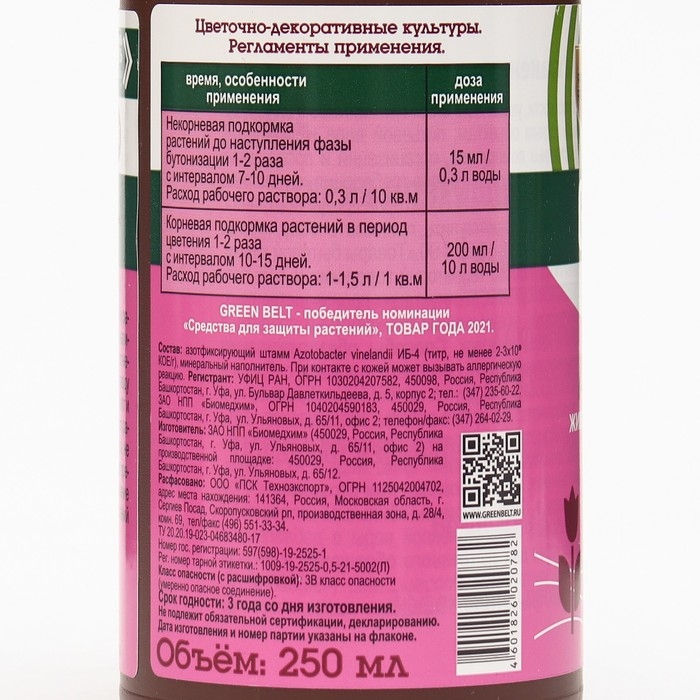 Цветочно-декоративные культуры.
Регламенты применения.
время, особенности
применения
доза
применения
Некорневая подкормка
растений до наступления фазы
бутонизации 1-2 раза
с интервалом 7-10 дней.
Расход рабочего раствора: 0,3 л / 10 кв.м
15 мл /
0,3 л воды
Корневая подкормка растений в период
цветения 1-2 раза
с интервалом 10-15 дней.
Расход рабочего раствора: 1-1,5 л / 1 кв.м
200 мл /
10 л воды
GREEN BELT - победитель номинации
«Средства для защиты растений», ТОВАР ГОДА 2021.
Состав: азотфиксирующий штамм Azotobacter vinelandii ИБ-4 (титр, не менее 2-3х10⁸
КОЕ/г), минеральный наполнитель. При контакте с кожей может вызывать аллергическую
реакцию. Регистрант: УФИЦ РАН, ОГРН 1030204207582, 450098, Россия, Республика
Башкортостан, г. Уфа, ул. Бульвар Давлеткильдеева, д. 5, корпус 2; тел.: (347) 235-60-22.
ЗАО НПП «Биомедхим», ОГРН 1040204590183, 450029, Россия, Республика
Башкортостан, г. Уфа, ул. Ульяновых, д. 65/11, офис 2; телефон/факс: (347) 264-02-29.
Изготовитель: ЗАО НПП «Биомедхим» (450029, Россия, Республика
Башкортостан, г. Уфа, ул. Ульяновых, д. 65/11, офис 2) на
производственной площадке: 450029, Россия, Республика
Башкортостан, г. Уфа, ул. Ульяновых, д. 65/12.
Расфасовано: ООО «ПСК Техноэкспорт», ОГРН 1125042004702,
адрес места нахождения: 141364, Россия, Московская область, г.
Сергиев Посад, Скоропусковский рп, производственная зона, д. 28/4,
комн. 69, тел/факс (496) 551-33-34.
ТУ 20.20.19-023-04683480-17
Номер гос. регистрации: 597(598)-19-2525-1
Рег. номер тарной этикетки.: 1009-19-2525-0,5-21-5002(Л)
Класс опасности (с расшифровкой): 3В класс опасности
(умеренно опасное соединение).
Срок годности: 3 года со дня изготовления.
Не подлежит обязательной сертификации, декларированию.
Дата изготовления и номер партии указаны на флаконе.
Объём: 250 мл
WWW.GREENBELT.RU
4 601826 020782